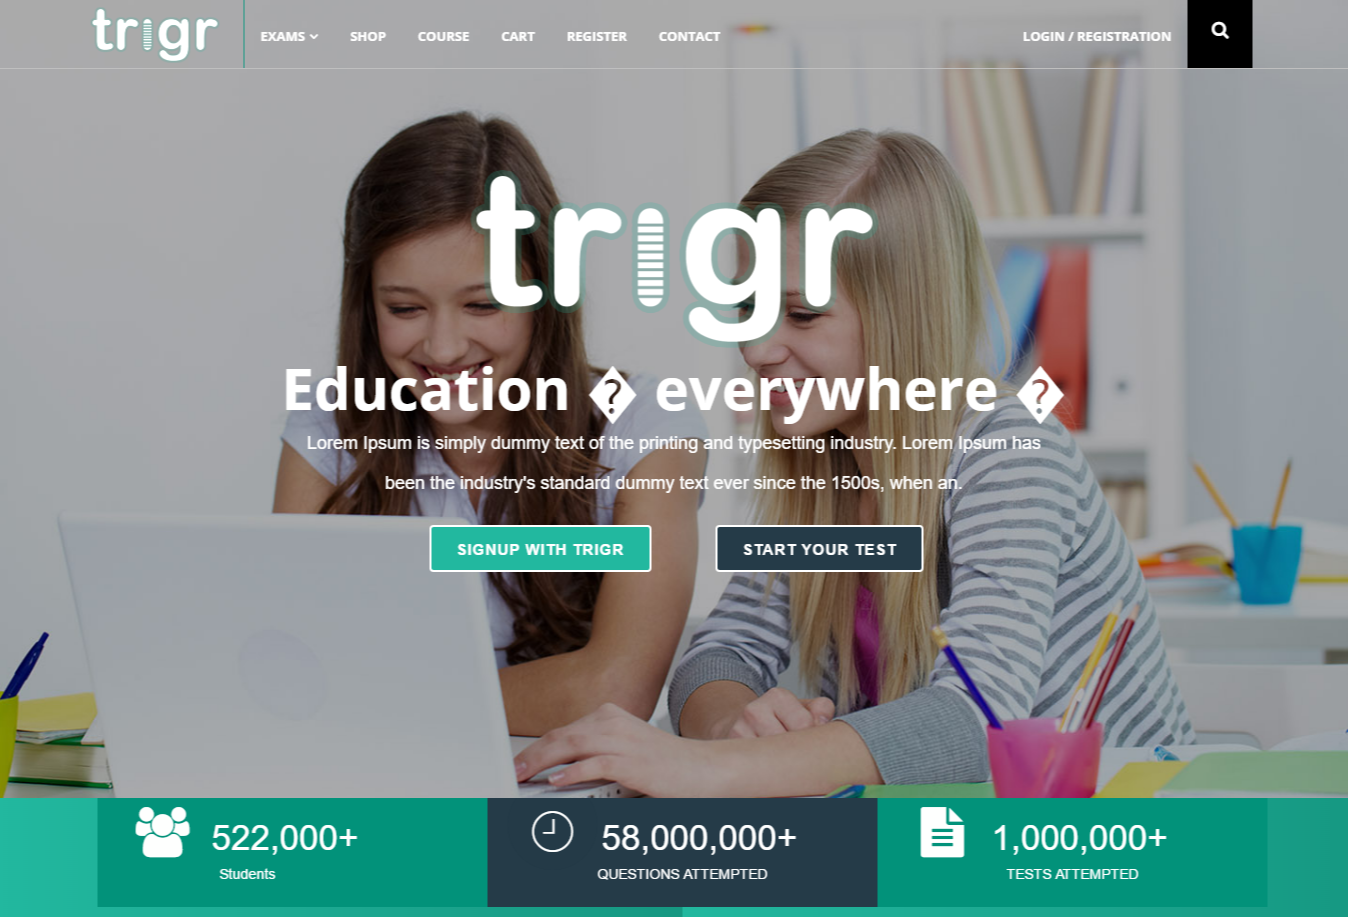 trigr
EXAMS SHOP COURSE CART REGISTER CONTACT LOGIN / REGISTRATION
trigr
Education � everywhere �
Lorem Ipsum is simply dummy text of the printing and typesetting industry. Lorem Ipsum has
been the industry's standard dummy text ever since the 1500s, when an.
SIGNUP WITH TRIGR START YOUR TEST
522,000+ 58,000,000+ 1,000,000+
Students QUESTIONS ATTEMPTED TESTS ATTEMPTED